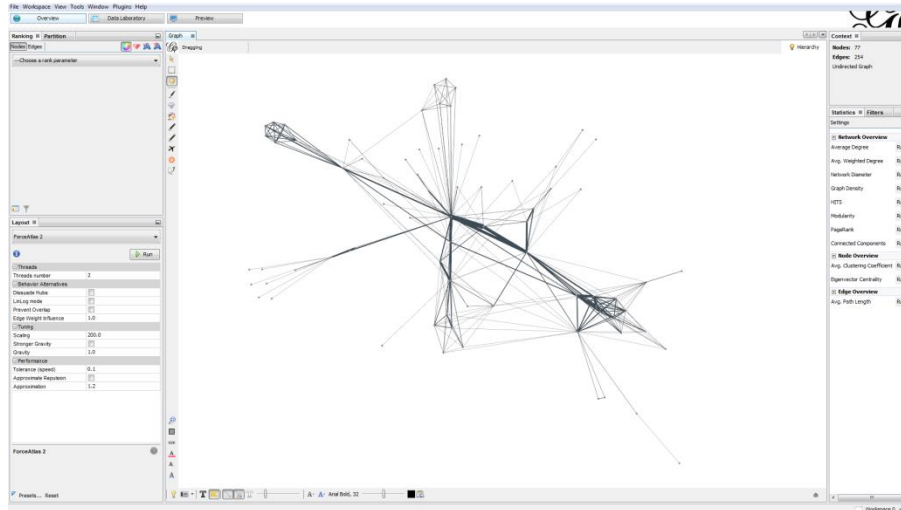 File Workspace View Tools Window Plugins Help
Overview Data Laboratory Preview
Ranking Partition
Nodes Edges
---Choose a rank parameter
Layout
ForceAtlas 2
Run
Threads
Threads number 2
Behavior Alternatives
Dissuade Hubs
LinLog mode
Prevent Overlap
Edge Weight Influence 1.0
Tuning
Scaling 200.0
Stronger Gravity
Gravity 1.0
Performance
Tolerance (speed) 0.1
Approximate Repulsion
Approximation 1.2
ForceAtlas 2
Presets... Reset
Graph
Dragging
Hierarchy
T
A- A- Arial Bold, 32
Context
Nodes: 77
Edges: 254
Undirected Graph
Statistics Filters
Settings
Network Overview
Average Degree
Avg. Weighted Degree
Network Diameter
Graph Density
HITS
Modularity
PageRank
Connected Components
Node Overview
Avg. Clustering Coefficient
Eigenvector Centrality
Edge Overview
Avg. Path Length
Workspace 0